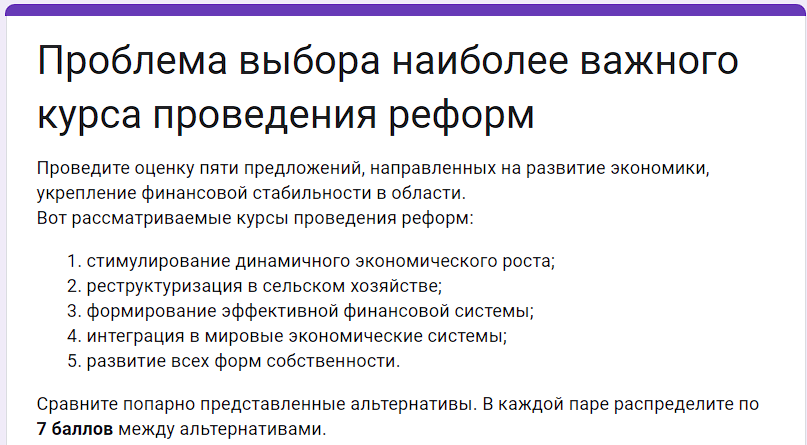 Проблема выбора наиболее важного
курса проведения реформ
Проведите оценку пяти предложений, направленных на развитие экономики,
укрепление финансовой стабильности в области.
Вот рассматриваемые курсы проведения реформ:
1. стимулирование динамичного экономического роста;
2. реструктуризация в сельском хозяйстве;
3. формирование эффективной финансовой системы;
4. интеграция в мировые экономические системы;
5. развитие всех форм собственности.
Сравните попарно представленные альтернативы. В каждой паре распределите по
7 баллов между альтернативами.